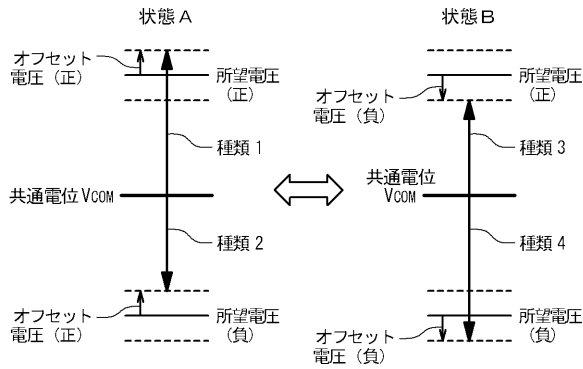 状態A
オフセット
電圧（正）
所望電圧
（正）
種類1
共通電位VCOM
種類2
オフセット
電圧（正）
所望電圧
（負）
状態B
オフセット
電圧（負）
所望電圧
（正）
種類3
共通電位
VCOM
種類4
オフセット
電圧（負）
所望電圧
（負）